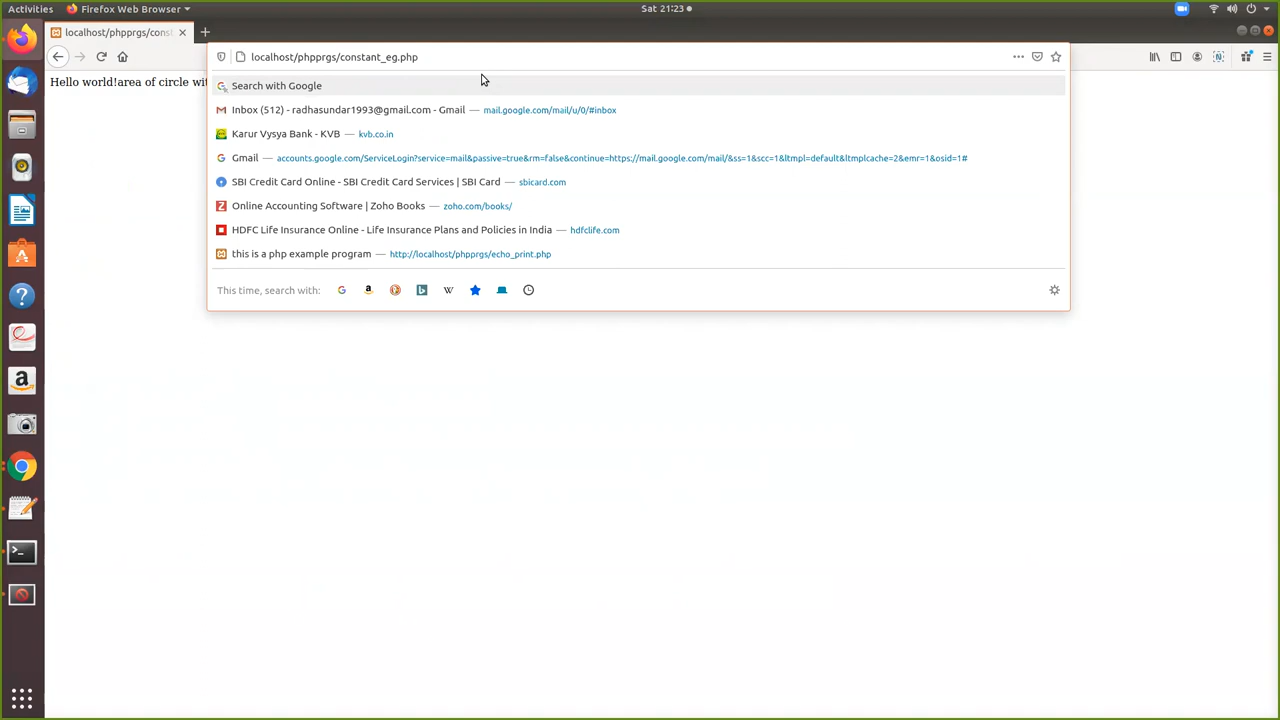 Activities Firefox Web Browser Sat 21:23
localhost/phpprgs/const
localhost/phpprgs/constant_eg.php
Hello world!area of circle wit
Search with Google
Inbox (512) - radhasundar1993@gmail.com - Gmail — mail.google.com/mail/u/0/#inbox
Karur Vysya Bank - KVB — kvb.co.in
Gmail — accounts.google.com/ServiceLogin?service=mail&passive=true&rm=false&continue=https://mail.google.com/mail/&ss=1&scc=1&ltmpl=default&ltmplcache=2&emr=1&osid=1#
SBI Credit Card Online - SBI Credit Card Services | SBI Card — sbicard.com
Online Accounting Software | Zoho Books — zoho.com/books/
HDFC Life Insurance Online - Life Insurance Plans and Policies in India — hdfclife.com
this is a php example program — http://localhost/phpprgs/echo_print.php
This time, search with: